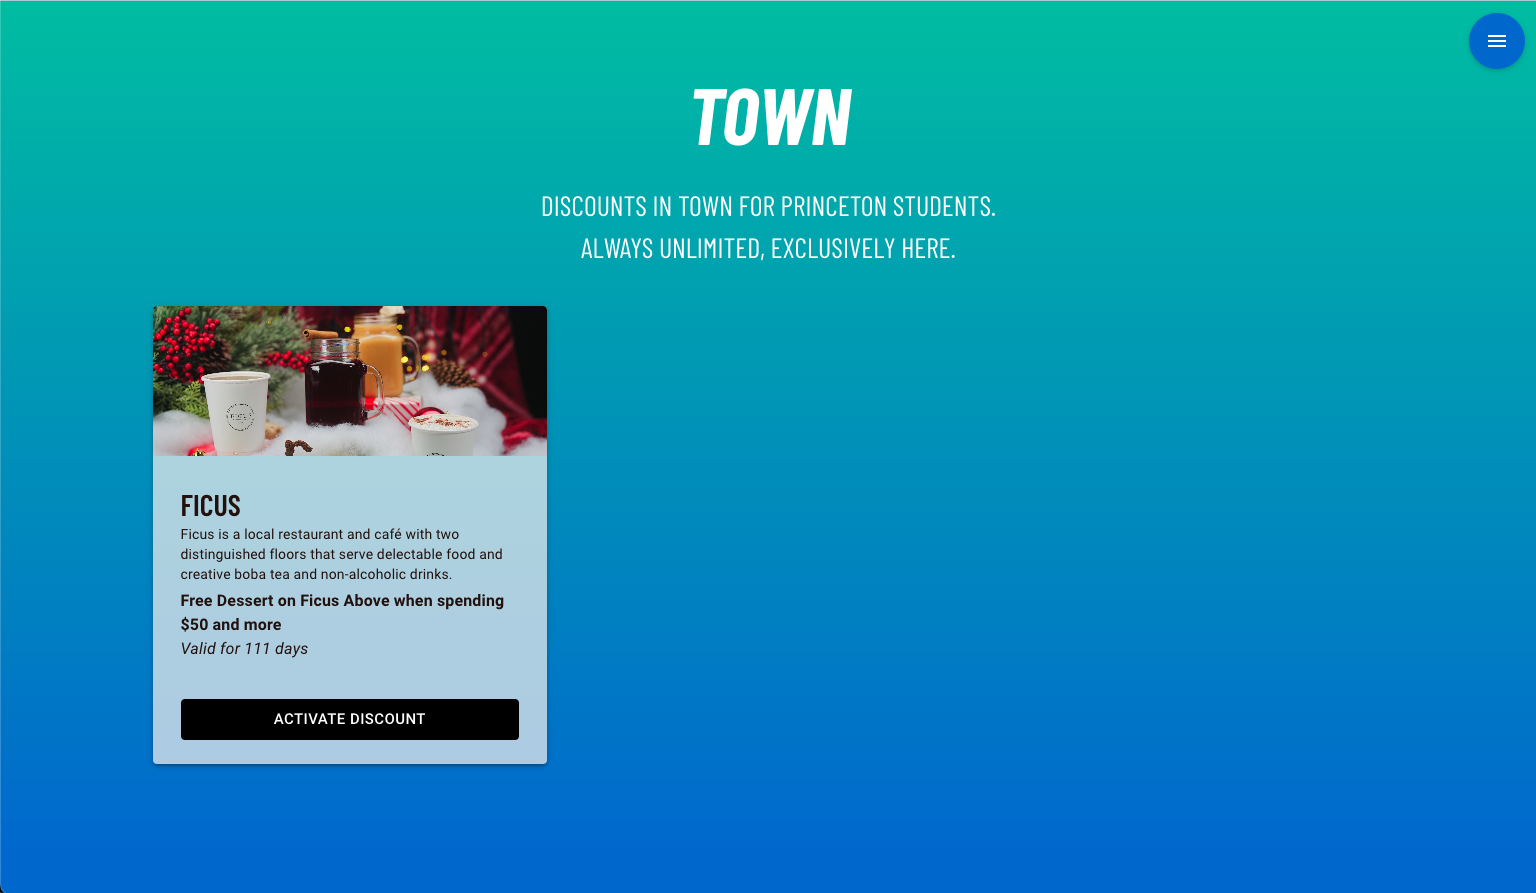 TOWN
DISCOUNTS IN TOWN FOR PRINCETON STUDENTS.
ALWAYS UNLIMITED, EXCLUSIVELY HERE.
FICUS
Ficus is a local restaurant and café with two
distinguished floors that serve delectable food and
creative boba tea and non-alcoholic drinks.
Free Dessert on Ficus Above when spending
$50 and more
Valid for 111 days
ACTIVATE DISCOUNT